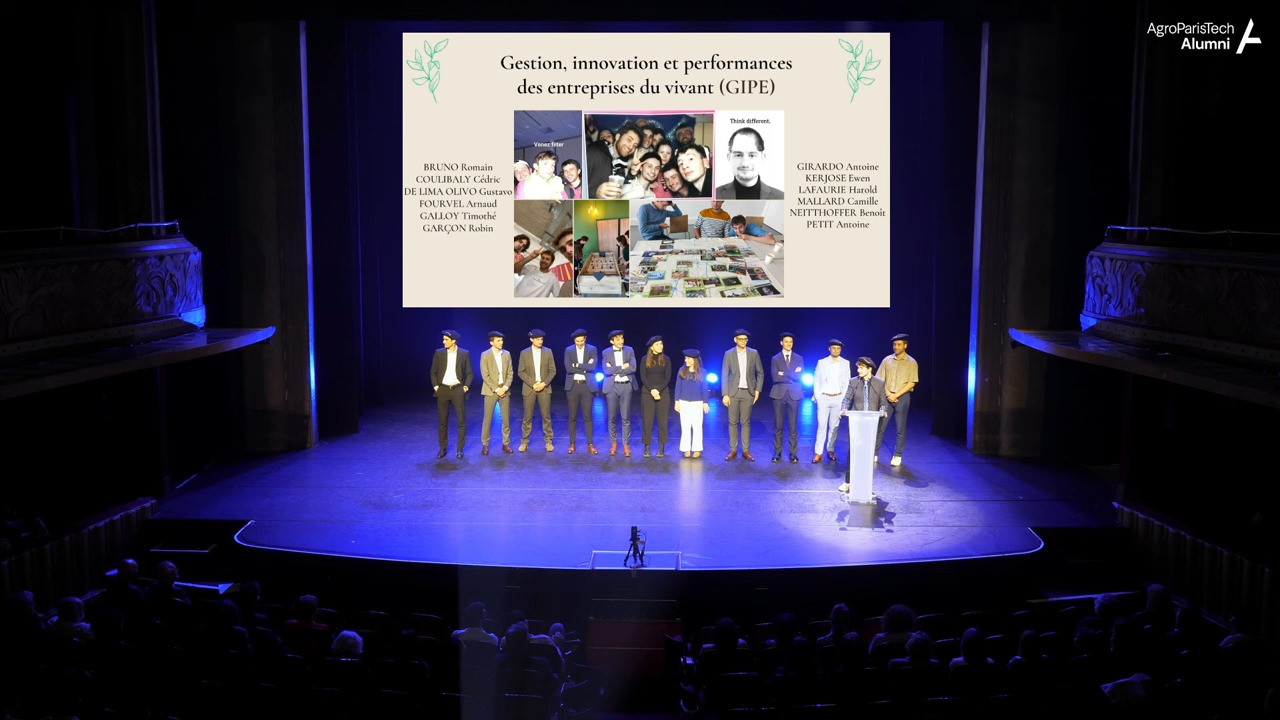 AgroParisTech
Alumni
Gestion, innovation et performances
des entreprises du vivant (GIPE)
Venez fêter
Think different.
BRUNO Romain
COULIBALY Cédric
DE LIMA OLIVO Gustavo
FOURVEL Arnaud
GALLOY Timothé
GARÇON Robin
GIRARDO Antoine
KERJOSE Ewen
LAFAURIE Harold
MALLARD Camille
NEITTHOFFER Benoît
PETIT Antoine